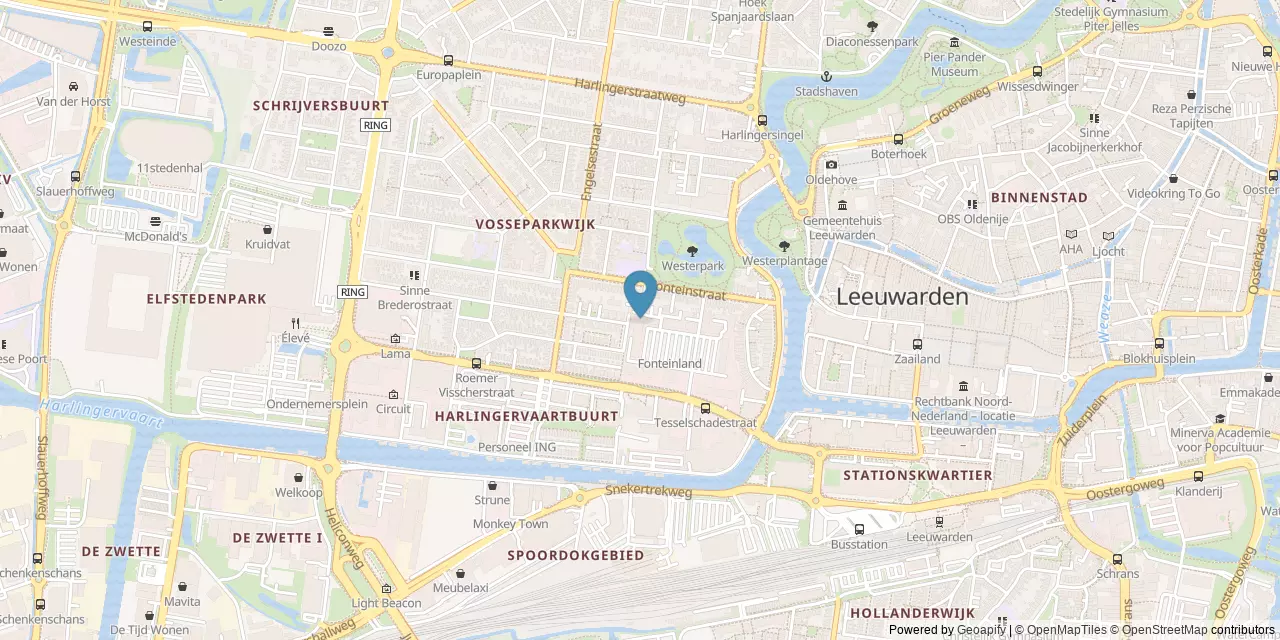 Hoek
Spanjaardslaan
Stedelijk Gymnasium
Piter Jelles
Westeinde
Doozo
Diaconessenpark
Pier Pander
Museum
Nieuwe
Europaplein
Stadshaven
Wissesdwinger
Van der Horst
SCHRIJVERSBUURT
Harlingerstraatweg
Groeneweg
Reza Perzische
Tapijten
RING
Harlingersingel
Sinne
Jacobijnerkerkhof
Engelsestraat
Boterhoek
11stedenhal
Oldehove
Slauerhoffweg
BINNENSTAD
Videokring To Go
Ooster
Gemeentehuis
Leeuwarden
OBS Oldenije
VOSSEPARKWIJK
McDonald's
Kruidvat
AHA
Ljocht
Oosterkade
Westerpark
Westerplantage
Wonen
RING
ELFSTEDENPARK
Sinne
Brederostraat
Leeuwarden
Weaze
Élevé
Lama
Fonteinland
Zaailand
Blokhuisplein
Roemer
Visscherstraat
Emmakade
Ondernemersplein
Circuit
Harlingervaart
HARLINGERVAARTBUURT
Tesselschadestraat
Rechtbank Noord-
Nederland – locatie
Leeuwarden
Zuiderplein
Minerva Academie
voor Popcultuur
Personeel ING
Slauerhoffweg
STATIONSKWARTIER
Welkoop
Strune
Snekertrekweg
Oostergoweg
Klanderij
Monkey Town
Heliconweg
DE ZWETTE
DE ZWETTE I
Busstation
Leeuwarden
SPOORDOKGEBIED
Schenkenschans
Meubelaxi
Schrans
Oostergoweg
Mavita
Light Beacon
Schenkenschans
De Tijd Wonen
HOLLANDERWIJK
Powered by Geoapify | © OpenMapTiles © OpenStreetMap contributors